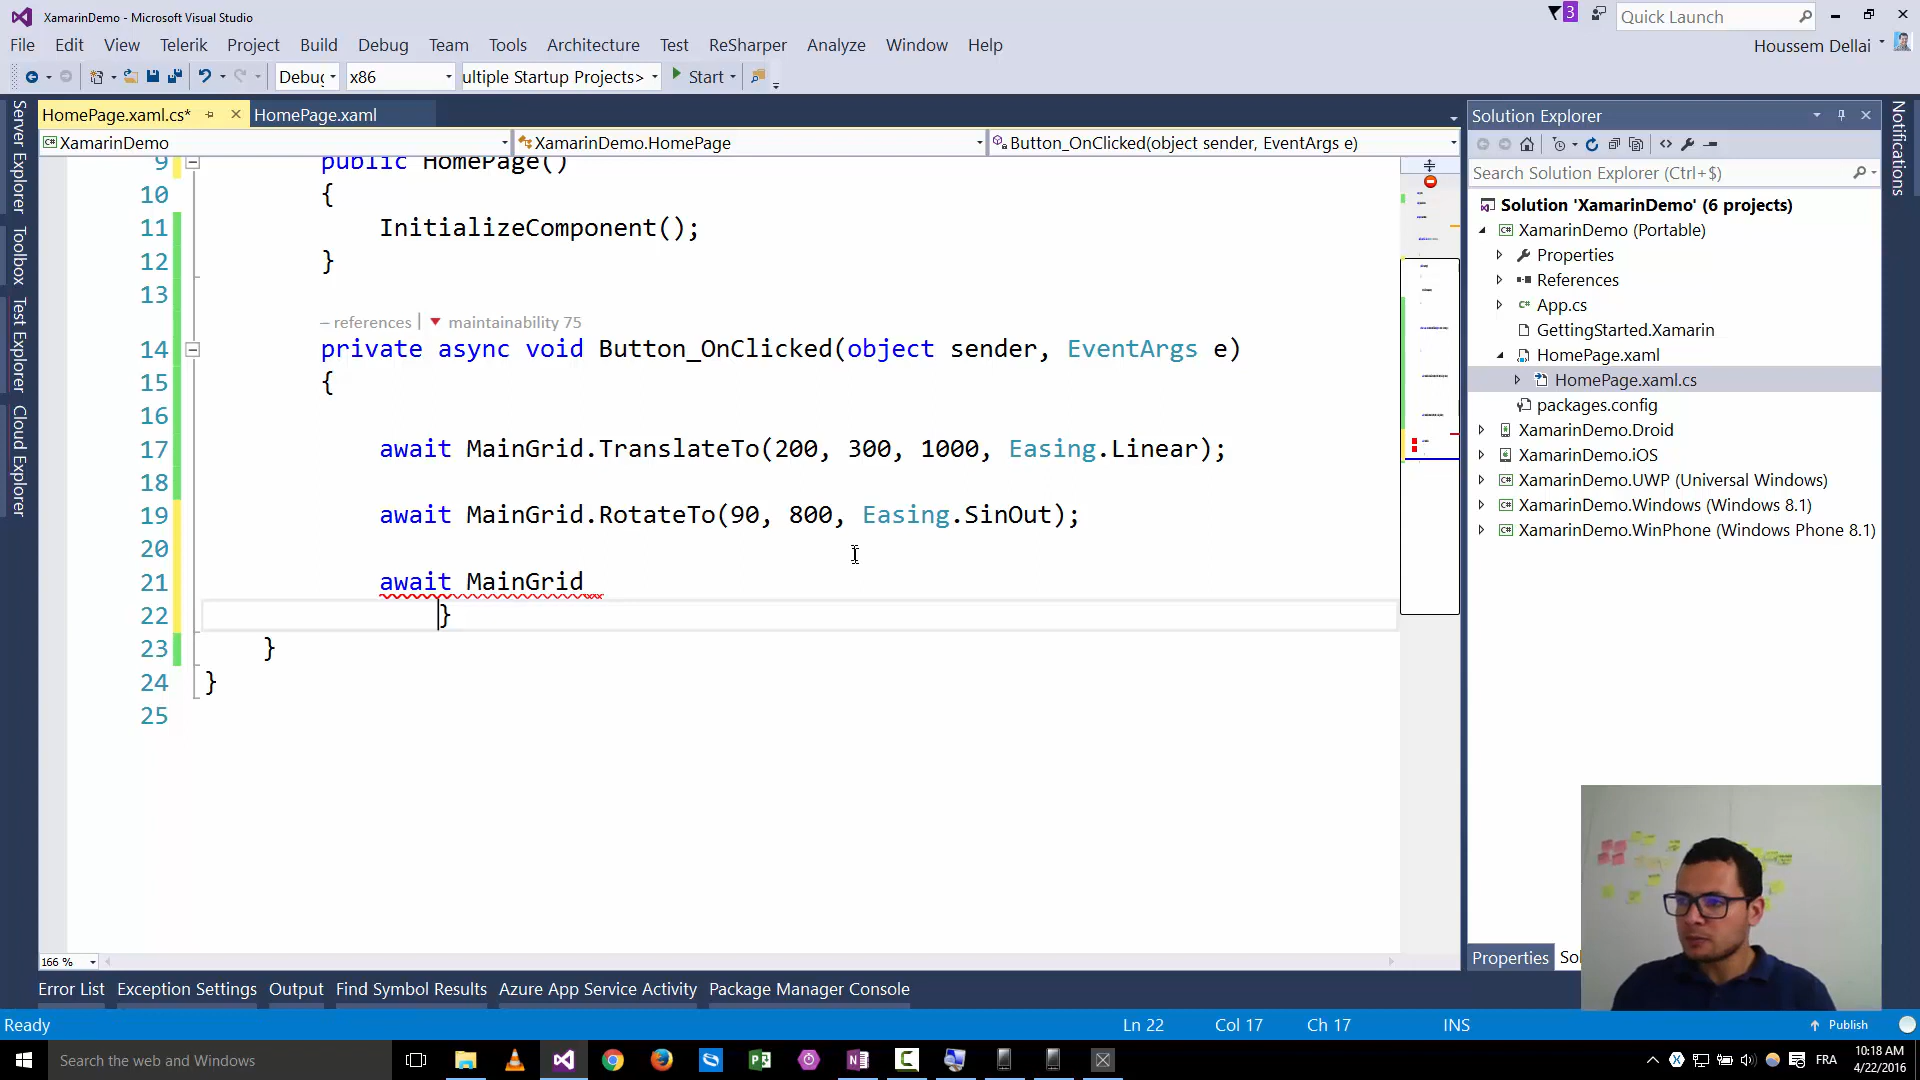 XamarinDemo - Microsoft Visual Studio
3
Quick Launch
File Edit View Telerik Project Build Debug Team Tools Architecture Test ReSharper Analyze Window Help
Houssem Dellai
Debug x86 ultiple Startup Projects> Start
HomePage.xaml.cs* HomePage.xaml
XamarinDemo XamarinDemo.HomePage Button_OnClicked(object sender, EventArgs e)
Server Explorer
Toolbox
Test Explorer
Cloud Explorer
9 public HomePage()
10 {
11 InitializeComponent();
12 }
13
– references | maintainability 75
14 private async void Button_OnClicked(object sender, EventArgs e)
15 {
16
17 await MainGrid.TranslateTo(200, 300, 1000, Easing.Linear);
18
19 await MainGrid.RotateTo(90, 800, Easing.SinOut);
20
21 await MainGrid
22 }
23 }
24 }
25
166 %
Solution Explorer
Search Solution Explorer (Ctrl+$)
Solution 'XamarinDemo' (6 projects)
XamarinDemo (Portable)
Properties
References
App.cs
GettingStarted.Xamarin
HomePage.xaml
HomePage.xaml.cs
packages.config
XamarinDemo.Droid
XamarinDemo.iOS
XamarinDemo.UWP (Universal Windows)
XamarinDemo.Windows (Windows 8.1)
XamarinDemo.WinPhone (Windows Phone 8.1)
Properties Sol
Notifications
Error List Exception Settings Output Find Symbol Results Azure App Service Activity Package Manager Console
Ready Ln 22 Col 17 Ch 17 INS Publish
Search the web and Windows
FRA
10:18 AM
4/22/2016